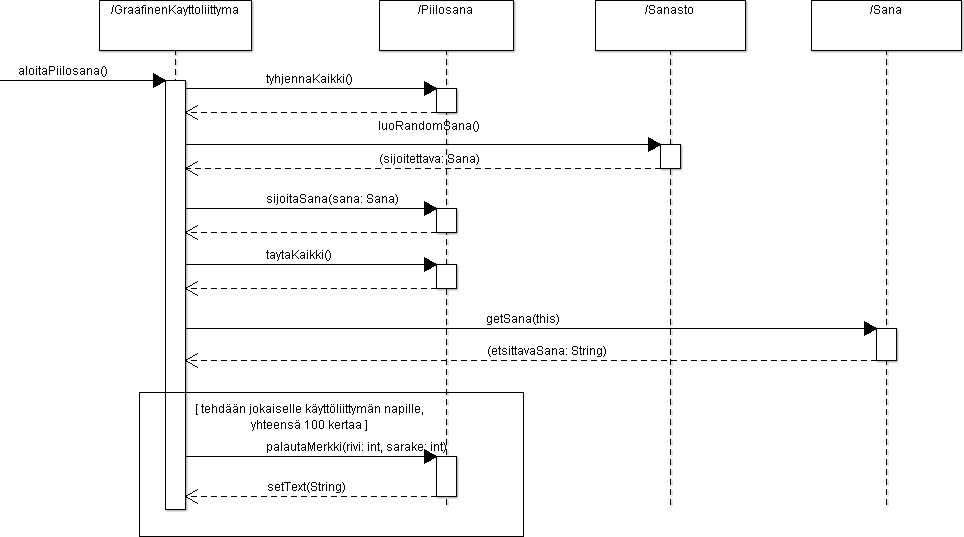 /GraafinenKayttoliittyma
/Piilosana
/Sanasto
/Sana
aloitaPiilosana()
tyhjennaKaikki()
luoRandomSana()
(sijoitettava: Sana)
sijoitaSana(sana: Sana)
taytaKaikki()
getSana(this)
(etsittavaSana: String)
[ tehdään jokaiselle käyttöliittymän napille,
yhteensä 100 kertaa ]
palautaMerkki(rivi: int, sarake: int)
setText(String)